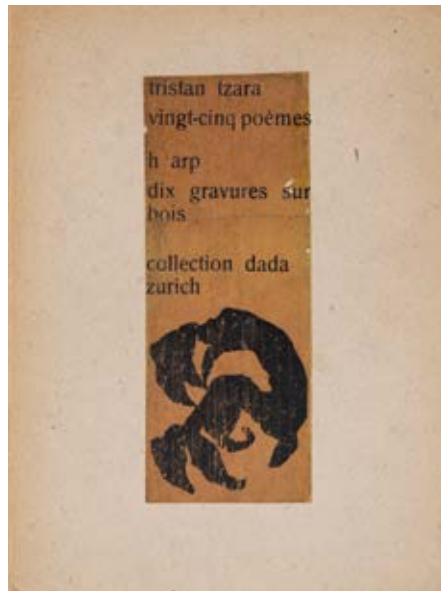 tristan tzara
vingt-cinq poèmes
h arp
dix gravures sur
bois
collection dada
zurich